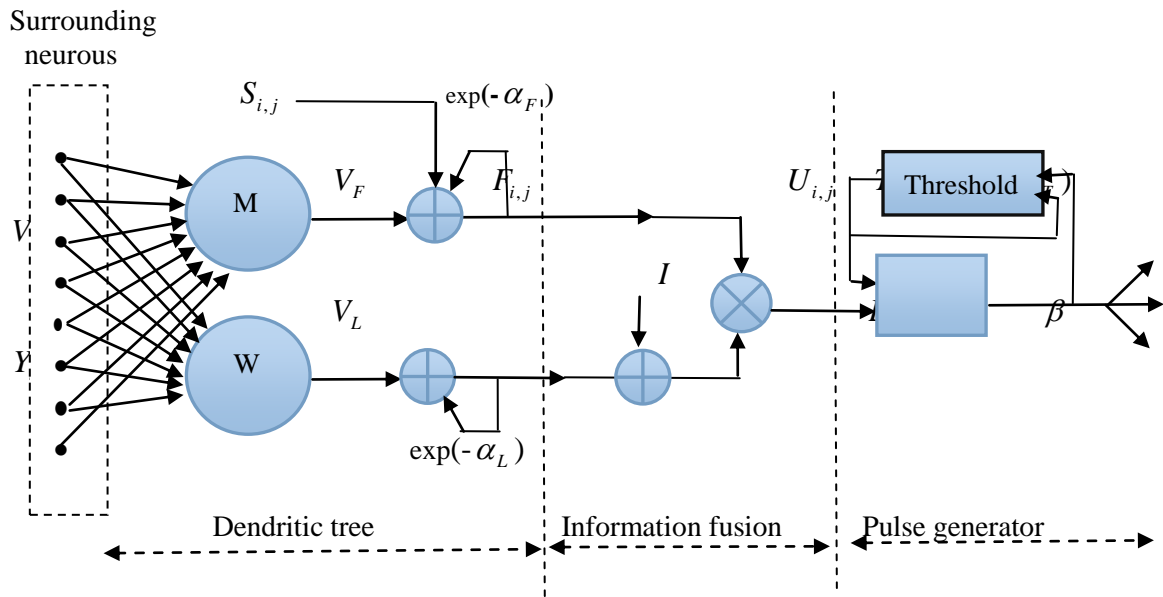 Surrounding
neurous
S_{i,j}
exp(-α_F)
M
V_F
F_{i,j}
U_{i,j}
Threshold
V
I
V_L
β
Y
W
exp(-α_L)
Dendritic tree
Information fusion
Pulse generator